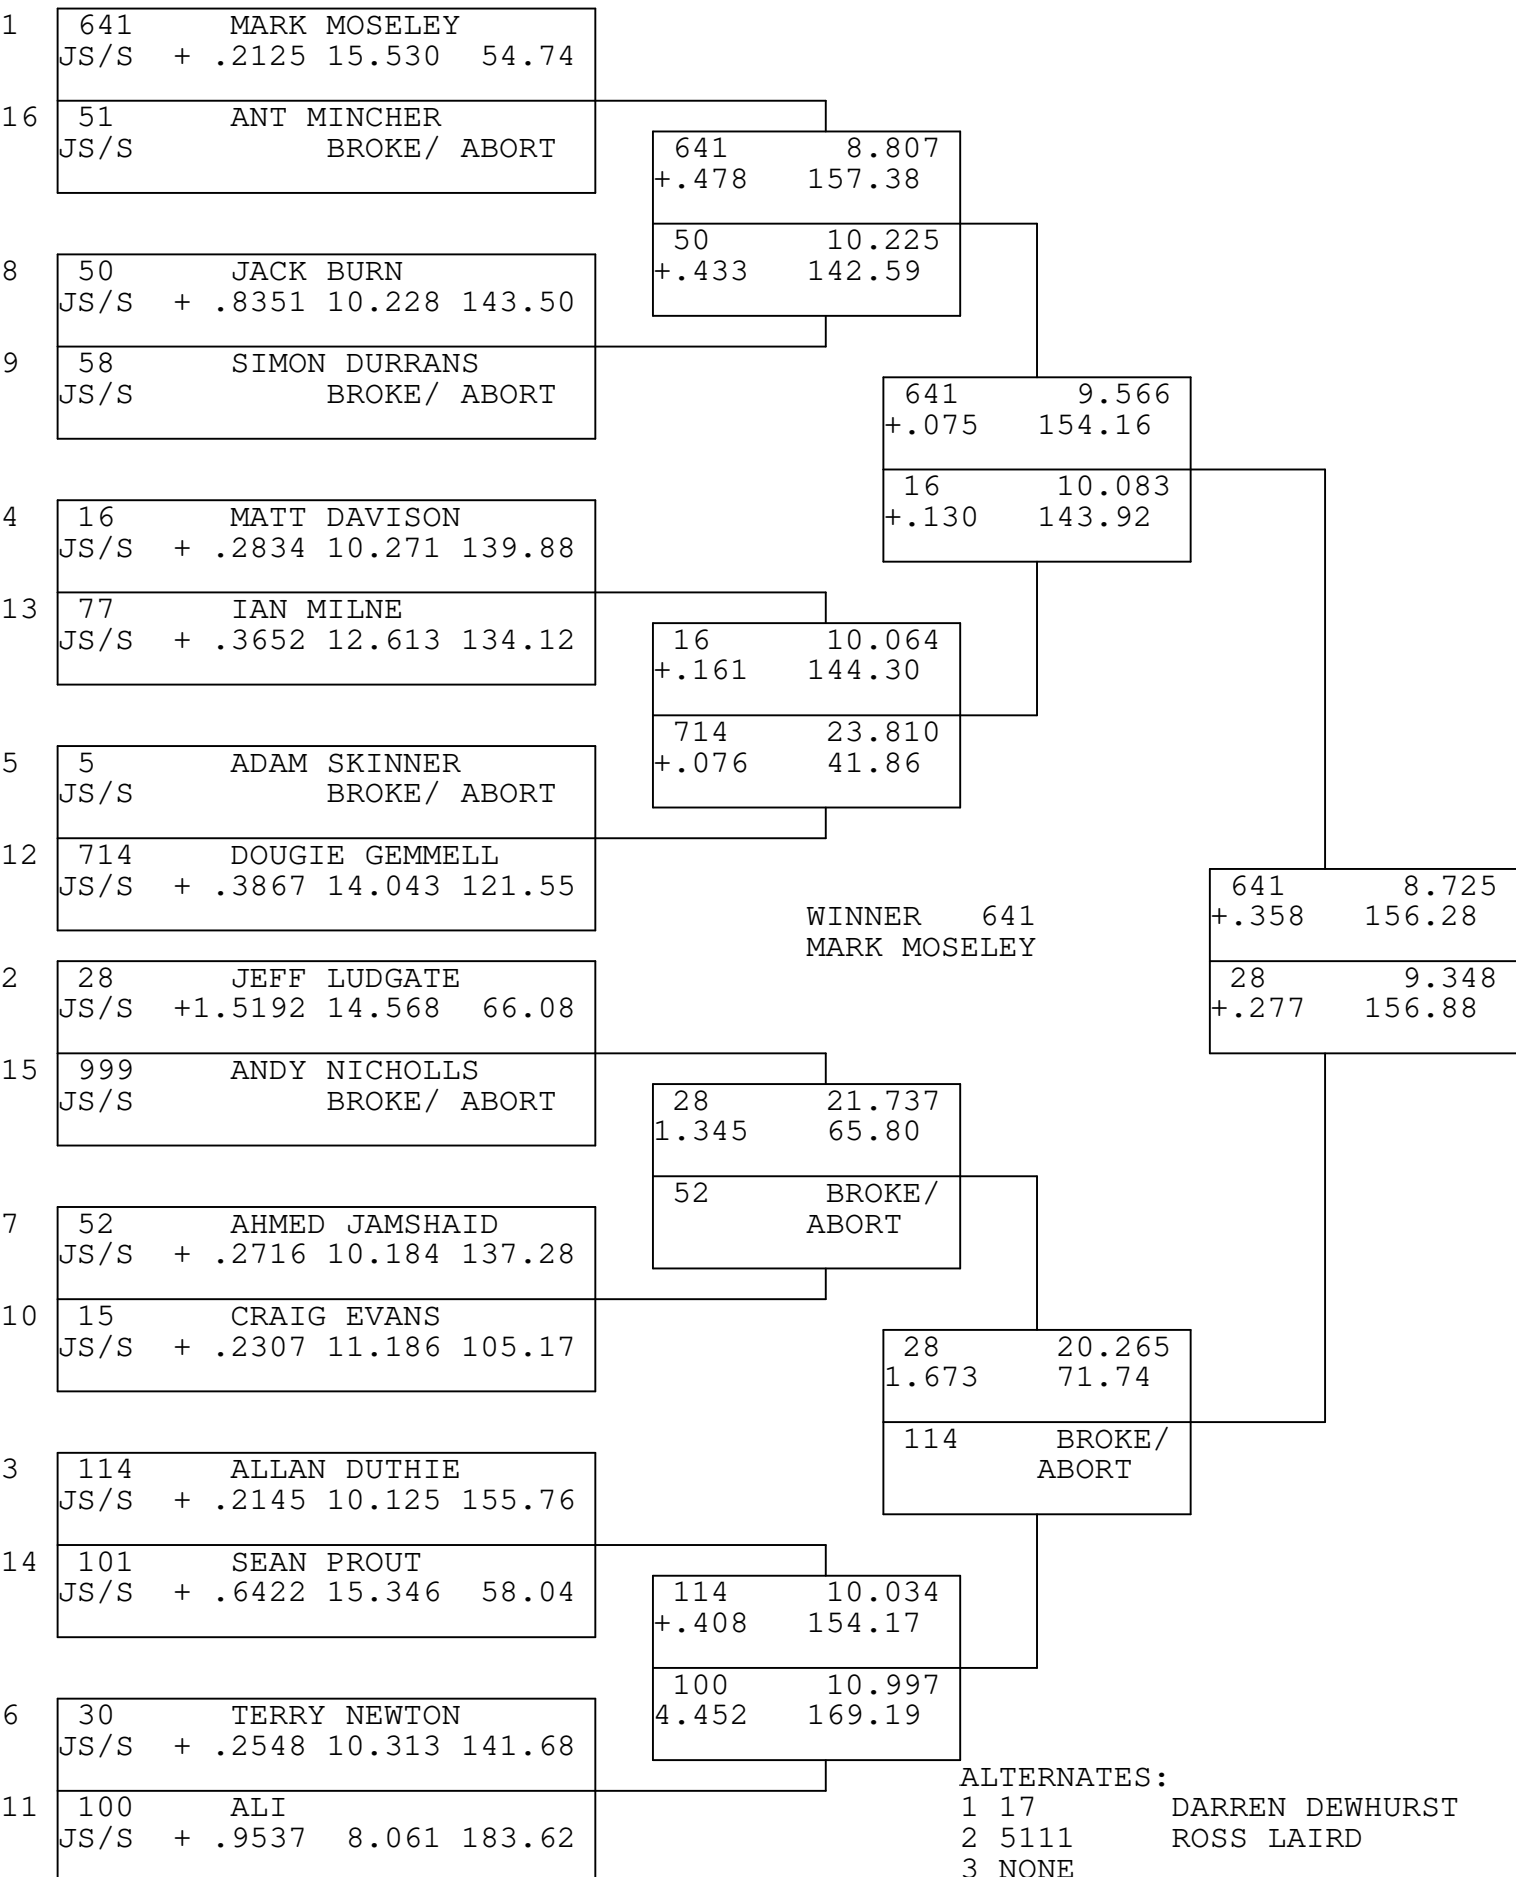 1 641 MARK MOSELEY
JS/S + .2125 15.530 54.74
16 51 ANT MINCHER
JS/S BROKE/ ABORT
8 50 JACK BURN
JS/S + .8351 10.228 143.50
9 58 SIMON DURRANS
JS/S BROKE/ ABORT
4 16 MATT DAVISON
JS/S + .2834 10.271 139.88
13 77 IAN MILNE
JS/S + .3652 12.613 134.12
5 5 ADAM SKINNER
JS/S BROKE/ ABORT
12 714 DOUGIE GEMMELL
JS/S + .3867 14.043 121.55
2 28 JEFF LUDGATE
JS/S +1.5192 14.568 66.08
15 999 ANDY NICHOLLS
JS/S BROKE/ ABORT
7 52 AHMED JAMSHAID
JS/S + .2716 10.184 137.28
10 15 CRAIG EVANS
JS/S + .2307 11.186 105.17
3 114 ALLAN DUTHIE
JS/S + .2145 10.125 155.76
14 101 SEAN PROUT
JS/S + .6422 15.346 58.04
6 30 TERRY NEWTON
JS/S + .2548 10.313 141.68
11 100 ALI
JS/S + .9537 8.061 183.62
641 8.807
+.478 157.38
50 10.225
+.433 142.59
16 10.064
+.161 144.30
714 23.810
+.076 41.86
28 21.737
1.345 65.80
52 BROKE/
ABORT
114 10.034
+.408 154.17
100 10.997
4.452 169.19
641 9.566
+.075 154.16
16 10.083
+.130 143.92
28 20.265
1.673 71.74
114 BROKE/
ABORT
641 8.725
+.358 156.28
28 9.348
+.277 156.88
WINNER 641
MARK MOSELEY
ALTERNATES:
1 17 DARREN DEWHURST
2 5111 ROSS LAIRD
3 NONE